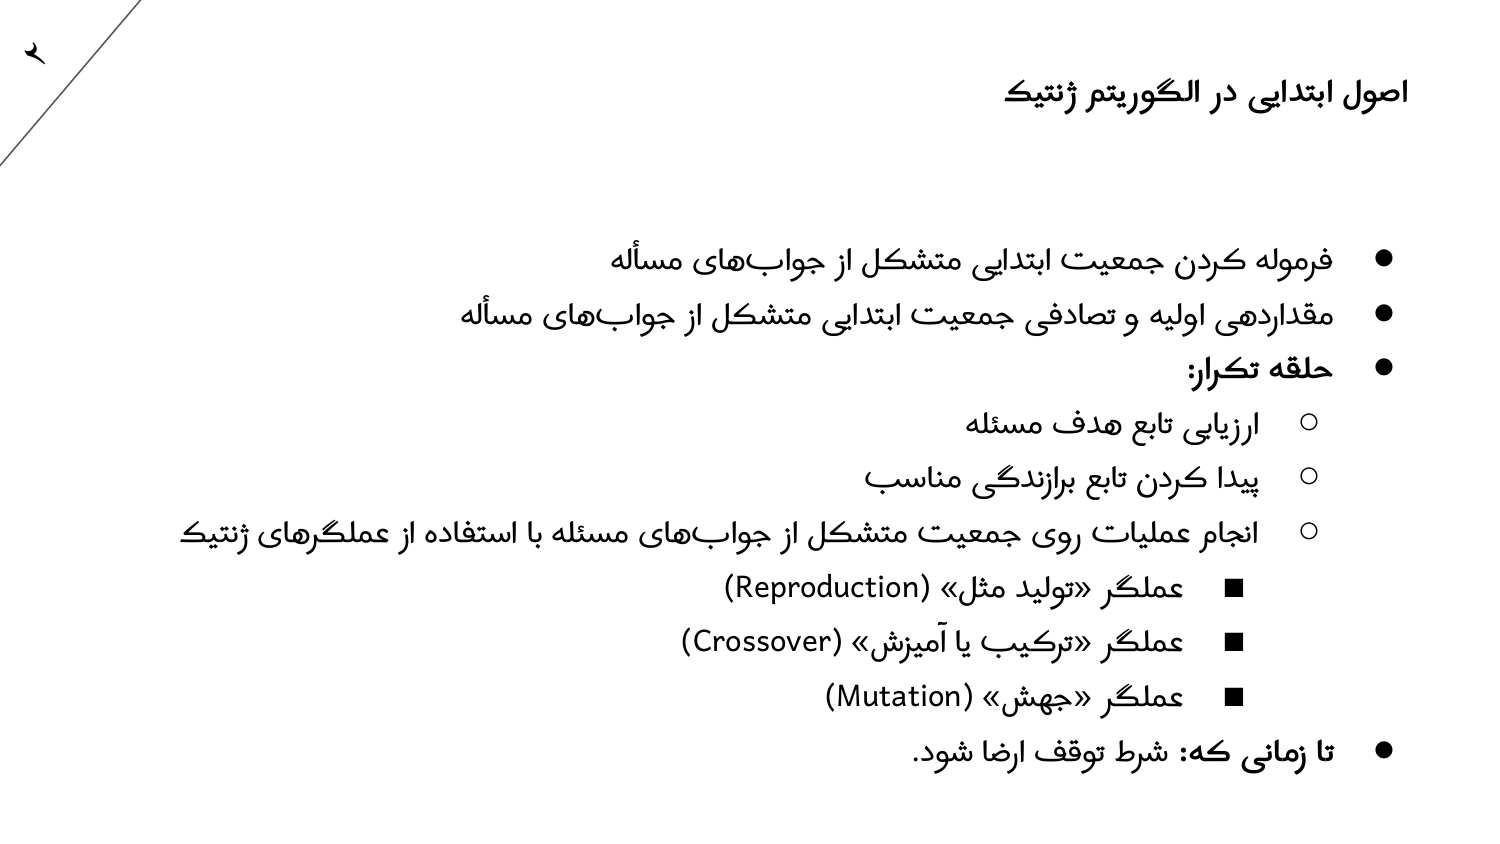 ۲
اصول ابتدایی در الگوریتم ژنتیک
● فرموله کردن جمعیت ابتدایی متشکل از جواب‌های مسأله
● مقداردهی اولیه و تصادفی جمعیت ابتدایی متشکل از جواب‌های مسأله
● حلقه تکرار:
○ ارزیابی تابع هدف مسئله
○ پیدا کردن تابع برازندگی مناسب
○ انجام عملیات روی جمعیت متشکل از جواب‌های مسئله با استفاده از عملگرهای ژنتیک
■ عملگر «تولید مثل» (Reproduction)
■ عملگر «ترکیب یا آمیزش» (Crossover)
■ عملگر «جهش» (Mutation)
● تا زمانی که: شرط توقف ارضا شود.